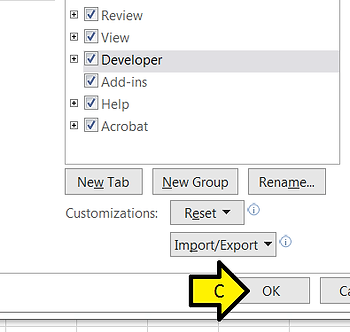 Review
View
Developer
Add-ins
Help
Acrobat
New Tab New Group Rename...
Customizations: Reset
Import/Export
C OK Ca